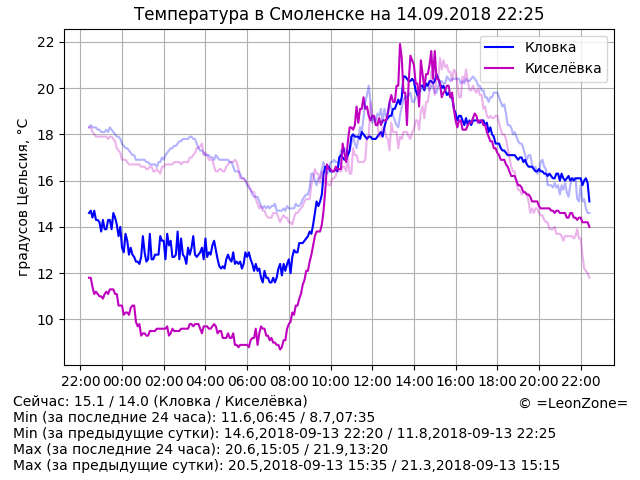 Температура в Смоленске на 14.09.2018 22:25
Кловка
Киселёвка
градусов Цельсия, °C
22
20
18
16
14
12
10
22:00 00:00 02:00 04:00 06:00 08:00 10:00 12:00 14:00 16:00 18:00 20:00 22:00
Сейчас: 15.1 / 14.0 (Кловка / Киселёвка)
© =LeonZone=
Min (за последние 24 часа): 11.6,06:45 / 8.7,07:35
Min (за предыдущие сутки): 14.6,2018-09-13 22:20 / 11.8,2018-09-13 22:25
Max (за последние 24 часа): 20.6,15:05 / 21.9,13:20
Max (за предыдущие сутки): 20.5,2018-09-13 15:35 / 21.3,2018-09-13 15:15